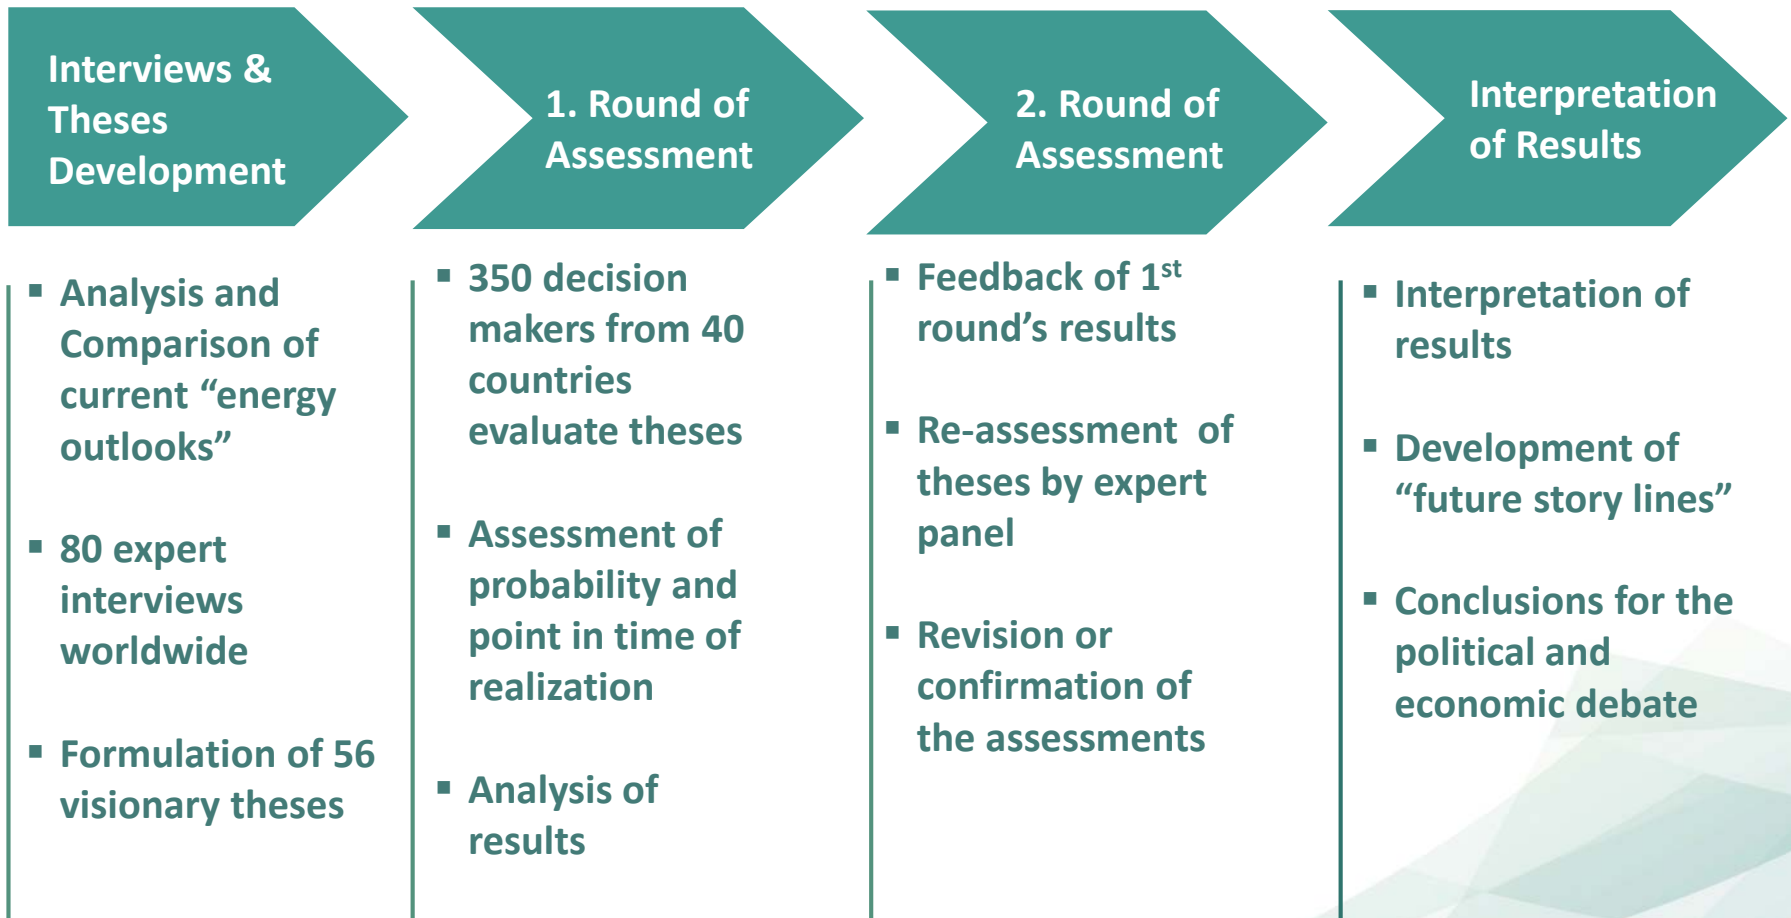 Interviews &
Theses
Development
1. Round of
Assessment
2. Round of
Assessment
Interpretation
of Results
▪ Analysis and
Comparison of
current “energy
outlooks”
▪ 80 expert
interviews
worldwide
▪ Formulation of 56
visionary theses
▪ 350 decision
makers from 40
countries
evaluate theses
▪ Assessment of
probability and
point in time of
realization
▪ Analysis of
results
▪ Feedback of 1st
round’s results
▪ Re-assessment of
theses by expert
panel
▪ Revision or
confirmation of
the assessments
▪ Interpretation of
results
▪ Development of
“future story lines”
▪ Conclusions for the
political and
economic debate